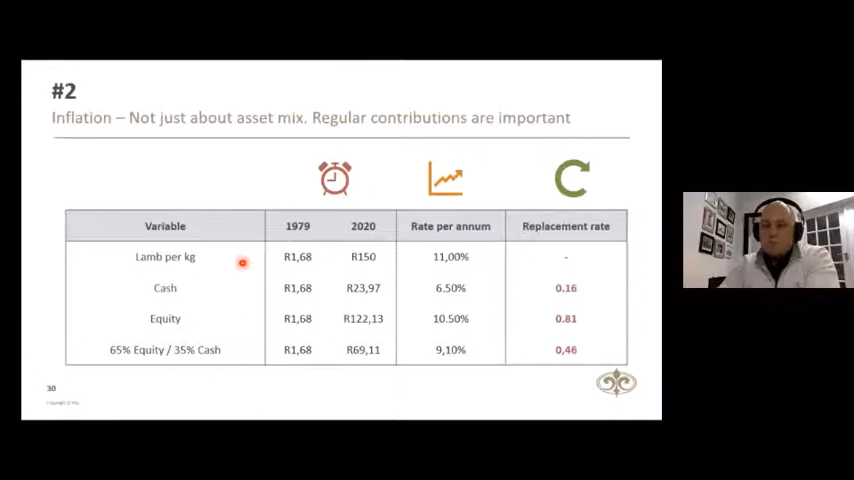 #2
Inflation – Not just about asset mix. Regular contributions are important
Variable 1979 2020 Rate per annum Replacement rate
Lamb per kg R1,68 R150 11,00% -
Cash R1,68 R23,97 6.50% 0.16
Equity R1,68 R122,13 10.50% 0.81
65% Equity / 35% Cash R1,68 R69,11 9,10% 0,46
30